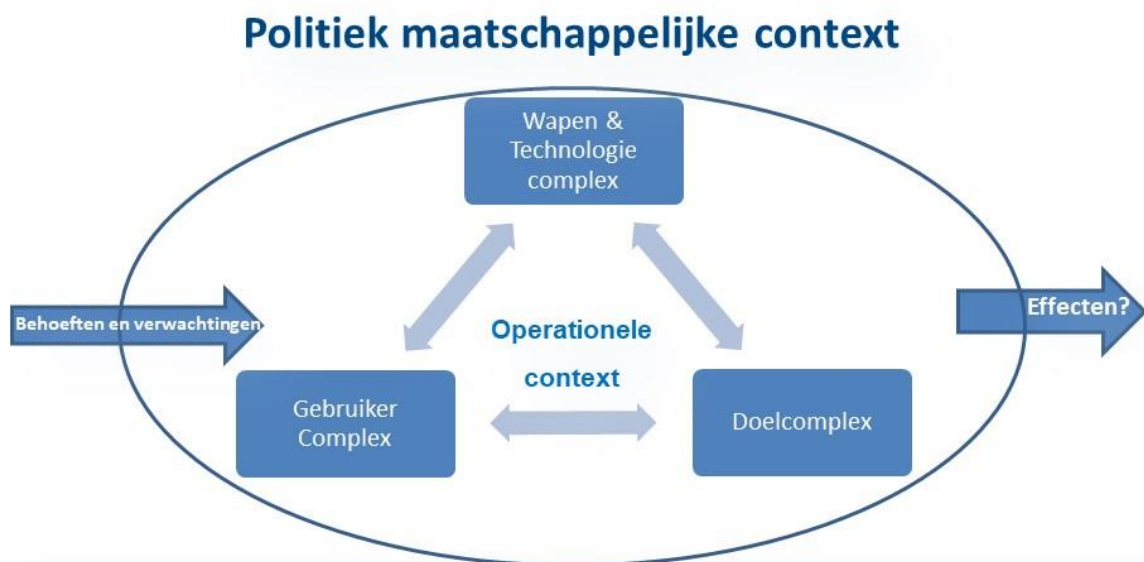 Politiek maatschappelijke context
Wapen &
Technologie
complex
Behoeften en verwachtingen
Effecten?
Operationele
context
Gebruiker
Complex
Doelcomplex